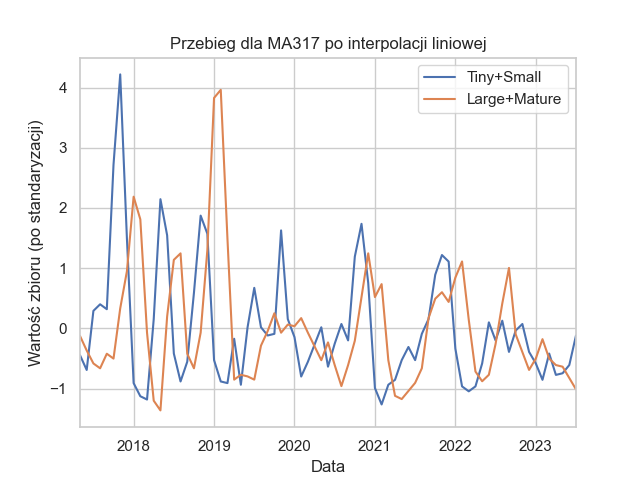 Przebieg dla MA317 po interpolacji liniowej
Tiny+Small
Large+Mature
Wartość zbioru (po standaryzacji)
4
3
2
1
0
−1
2018
2019
2020
2021
2022
2023
Data